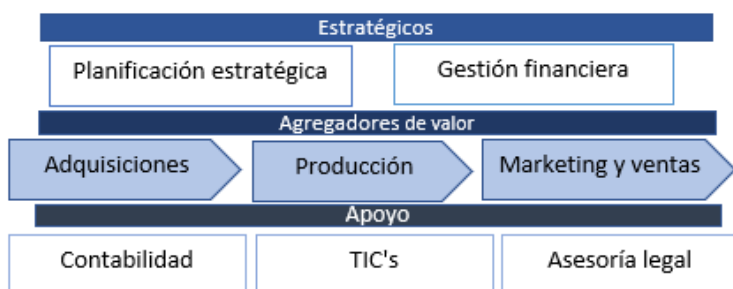 Estratégicos
Planificación estratégica
Gestión financiera
Agregadores de valor
Adquisiciones
Producción
Marketing y ventas
Apoyo
Contabilidad
TIC's
Asesoría legal